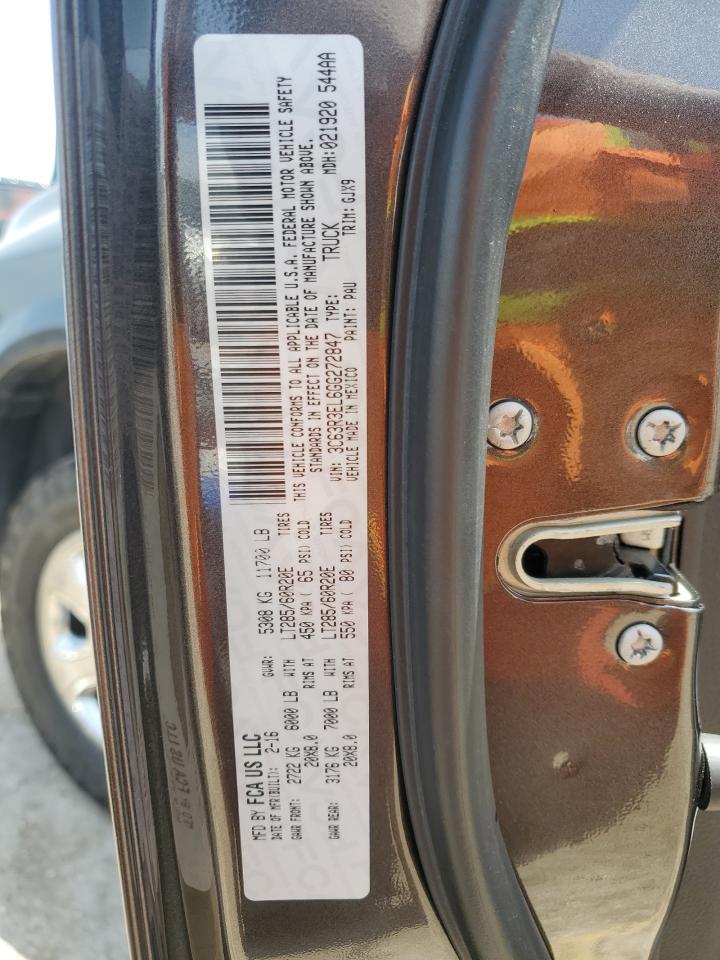 MFD BY FCA US LLC
DATE OF MFR(BUILT): 2-16 GVWR: 5308 KG 11700 LB
GAWR FRONT: 2722 KG 6000 LB WITH LT285/60R20E TIRES
20X8.0 RIMS AT 450 KPA( 65 PSI) COLD
GAWR REAR: 3176 KG 7000 LB WITH LT285/60R20E TIRES
20X8.0 RIMS AT 550 KPA( 80 PSI) COLD
THIS VEHICLE CONFORMS TO ALL APPLICABLE U.S.A. FEDERAL MOTOR VEHICLE SAFETY
STANDARDS IN EFFECT ON THE DATE OF MANUFACTURE SHOWN ABOVE.
VIN: 3C63R3EL6GG272847 TYPE: TRUCK MDH:021920 544AA
VEHICLE MADE IN MEXICO PAINT: PAU TRIM: GJX9